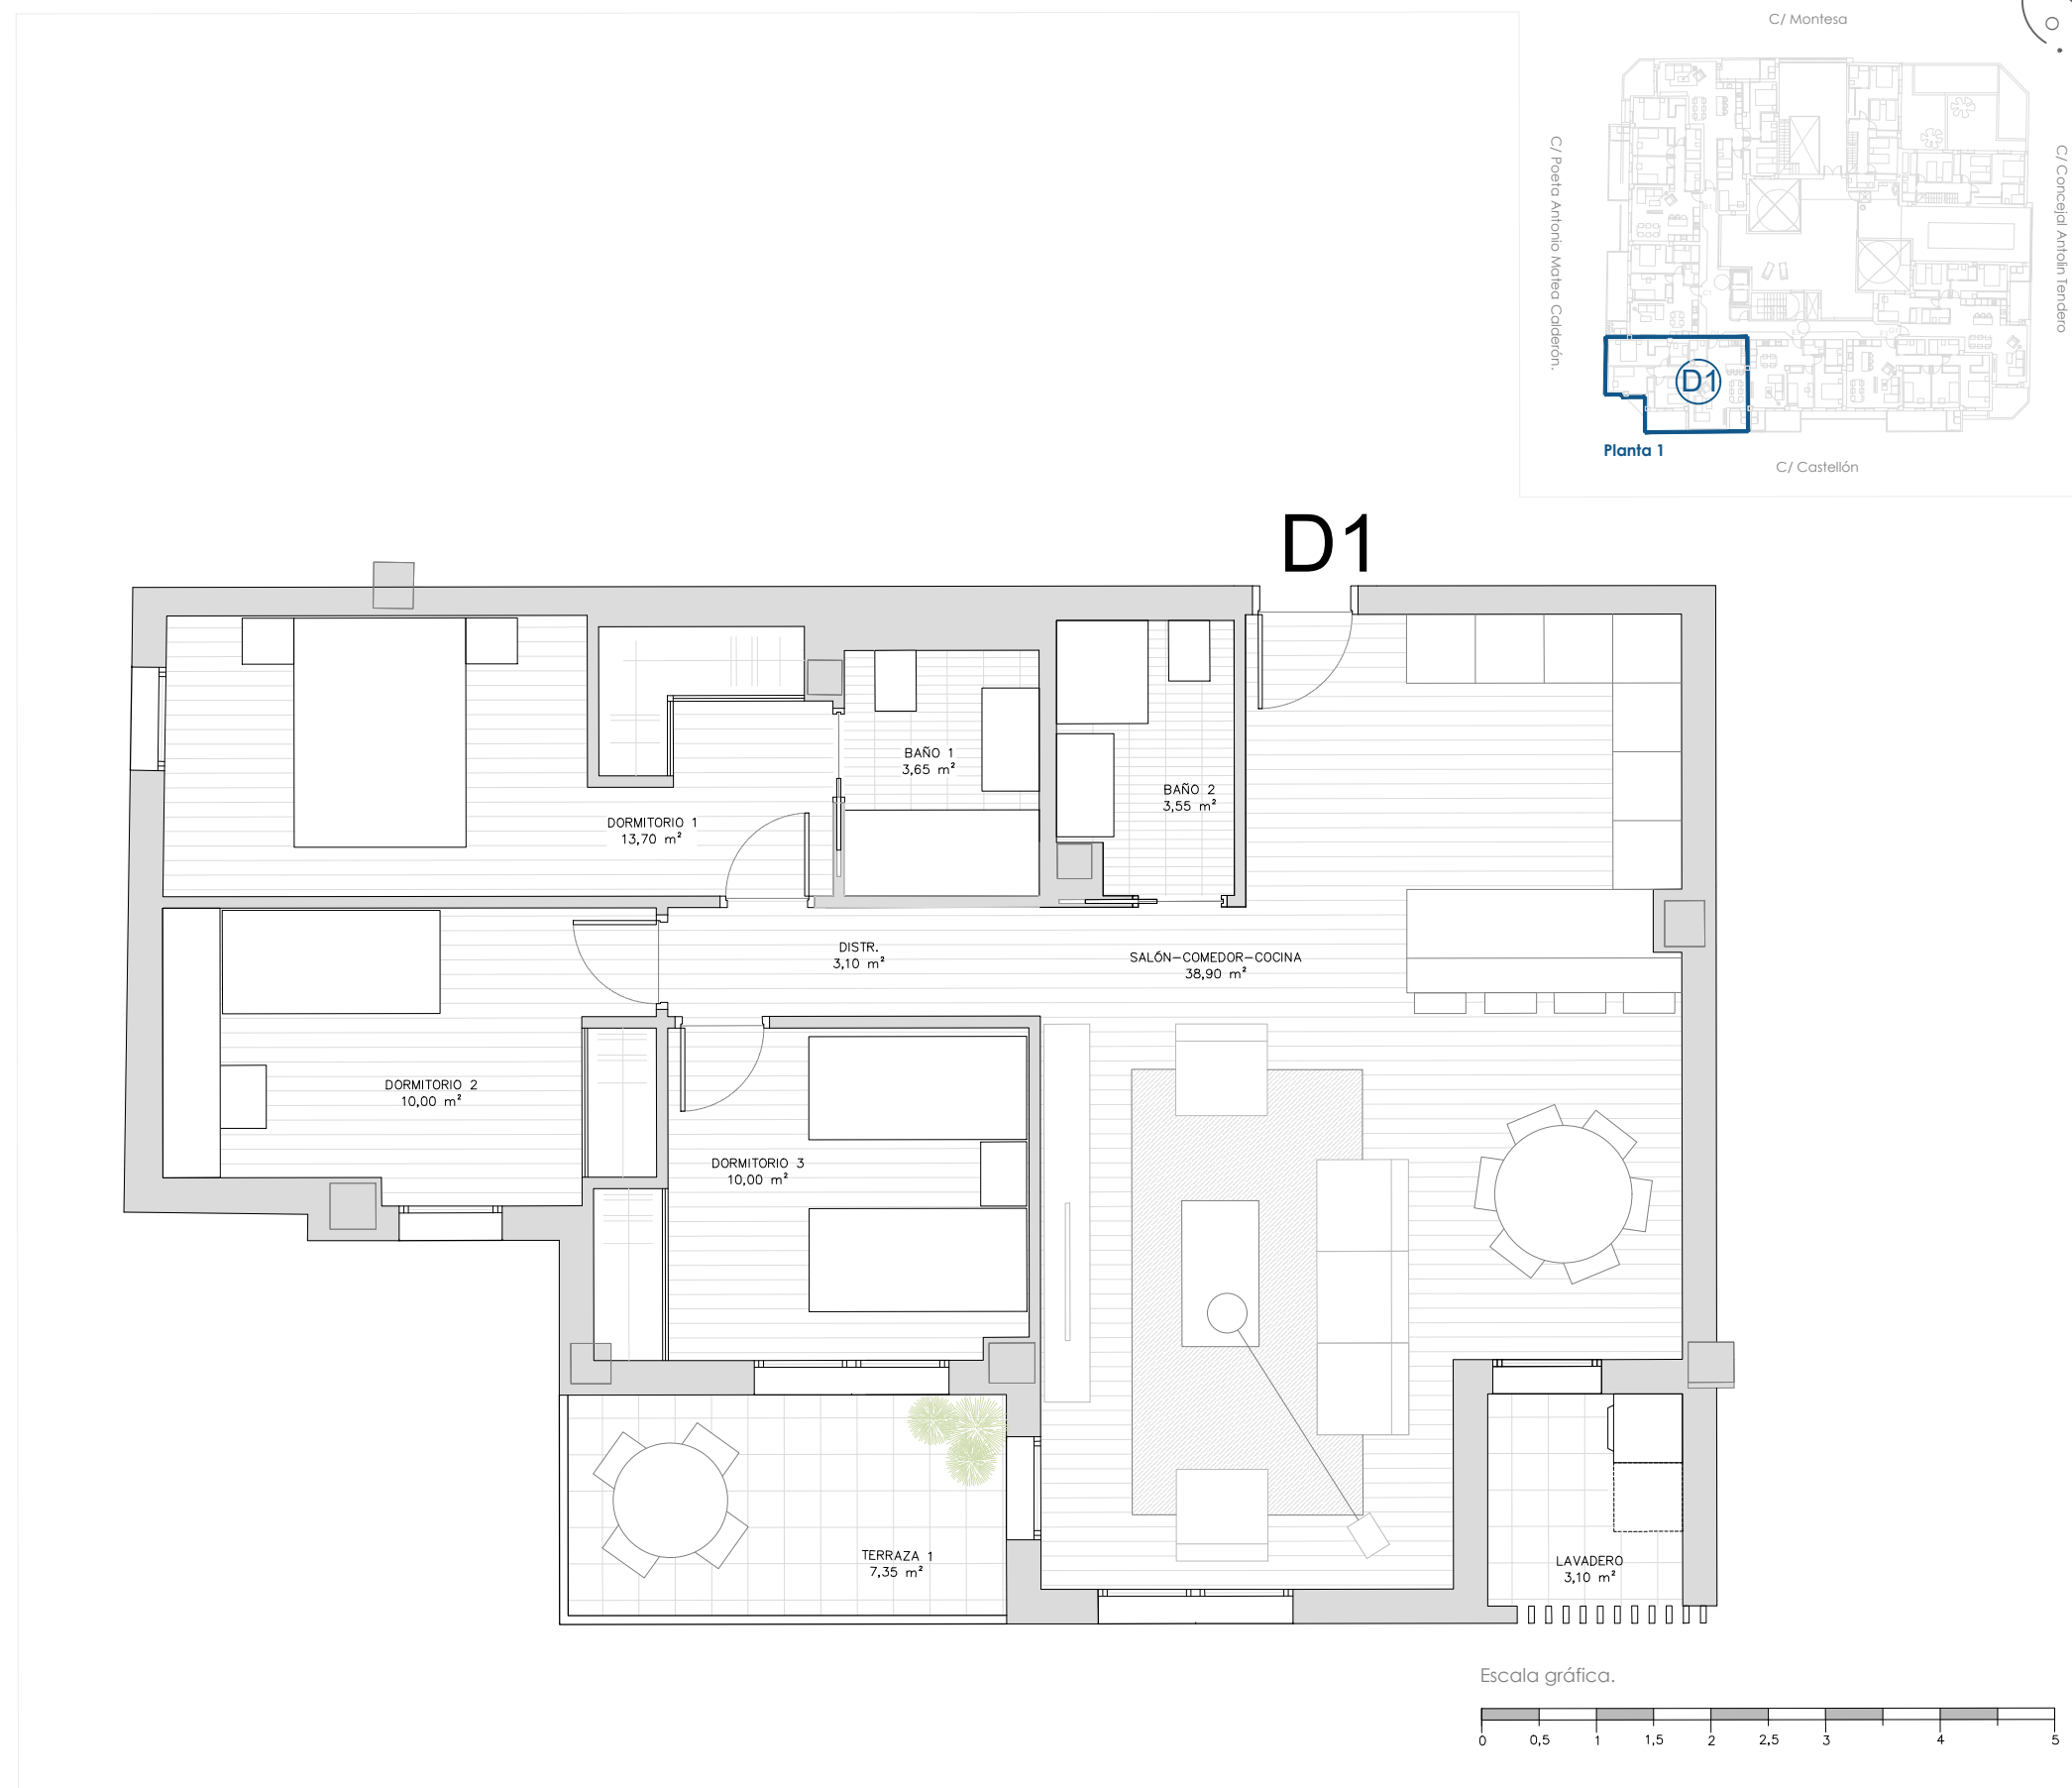 C/ Montesa
C/ Poeta Antonio Matea Calderón.
C/ Concejal Antolín Tendero
D1
Planta 1
C/ Castellón
D1
BAÑO 1
3,65 m²
BAÑO 2
3,55 m²
DORMITORIO 1
13,70 m²
DISTR.
3,10 m²
SALÓN-COMEDOR-COCINA
38,90 m²
DORMITORIO 2
10,00 m²
DORMITORIO 3
10,00 m²
TERRAZA 1
7,35 m²
LAVADERO
3,10 m²
Escala gráfica.
0 0,5 1 1,5 2 2,5 3 4 5